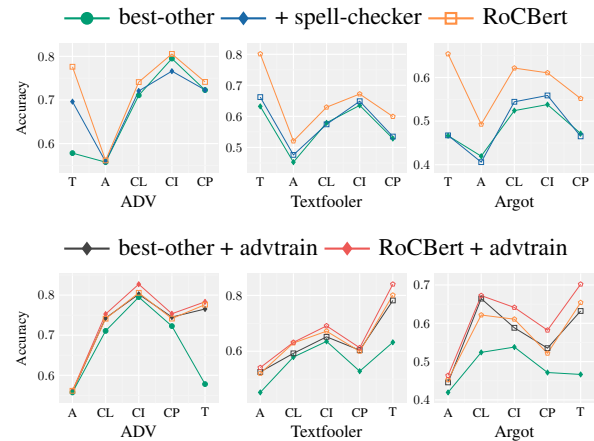 best-other + spell-checker RoCBert
Accuracy
0.8 0.7 0.6
T A CL CI CP
ADV
0.8 0.7 0.6 0.5
T A CL CI CP
Textfooler
0.6 0.5 0.4
T A CL CI CP
Argot
best-other + advtrain RoCBert + advtrain
Accuracy
0.8 0.7 0.6
A CL CI CP T
ADV
0.8 0.6
A CL CI CP T
Textfooler
0.7 0.6 0.5 0.4
A CL CI CP T
Argot